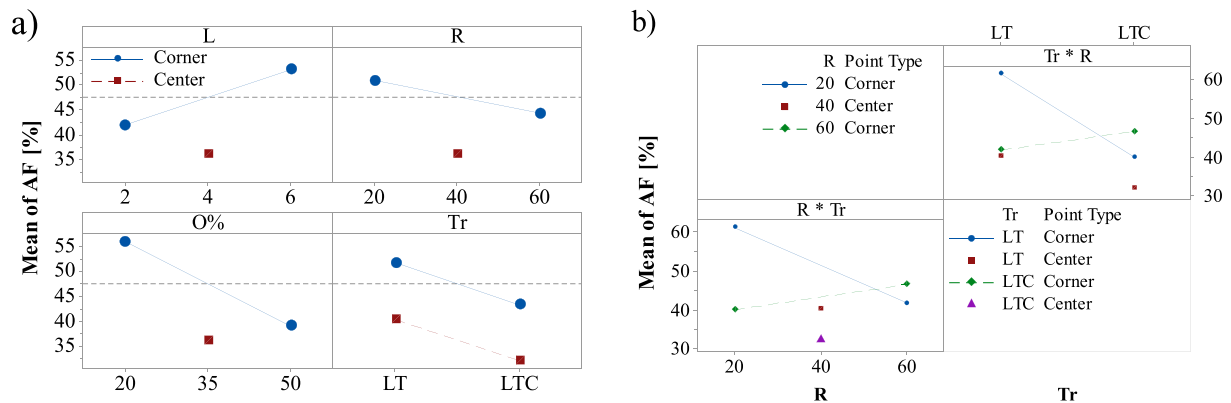 a)
L R
Corner
Center
55
50
45
40
35
2 4 6 20 40 60
O% Tr
55
50
45
40
35
20 35 50 LT LTC
Mean of AF [%]
b)
LT LTC
R Point Type
20 Corner
40 Center
60 Corner
Tr * R
60
50
40
30
R * Tr
60
50
40
30
20 40 60
Tr Point Type
LT Corner
LT Center
LTC Corner
LTC Center
Mean of AF [%]
R Tr